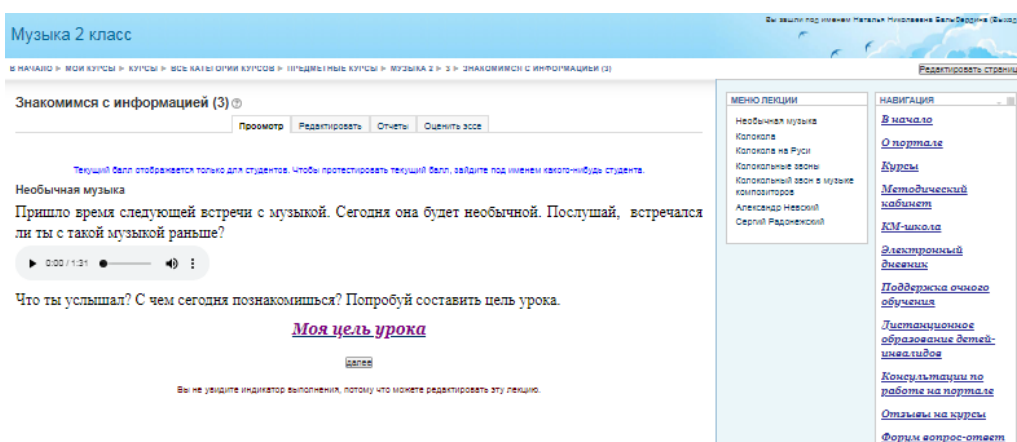 Вы зашли под именем Наталья Николаевна Бельбердина (Выход
Музыка 2 класс
В НАЧАЛО ► МОИ КУРСЫ ► КУРСЫ ► ВСЕ КАТЕГОРИИ КУРСОВ ► ПРЕДМЕТНЫЕ КУРСЫ ► МУЗЫКА 2 ► 3 ► ЗНАКОМИМСЯ С ИНФОРМАЦИЕЙ (3)
Редактировать страниц
Знакомимся с информацией (3)
Просмотр Редактировать Отчеты Оценить эссе
Текущий балл отображается только для студентов. Чтобы протестировать текущий балл, зайдите под именем какого-нибудь студента.
Необычная музыка
Пришло время следующей встречи с музыкой. Сегодня она будет необычной. Послушай, встречался
ли ты с такой музыкой раньше?
0:00 / 1:31
Что ты услышал? С чем сегодня познакомишься? Попробуй составить цель урока.
Моя цель урока
далее
Вы не увидите индикатор выполнения, потому что можете редактировать эту лекцию.
МЕНЮ ЛЕКЦИИ
Необычная музыка
Колокола
Колокола на Руси
Колокольные звоны
Колокольный звон в музыке
композиторов
Александр Невский
Сергий Радонежский
НАВИГАЦИЯ
В начало
О портале
Курсы
Методический
кабинет
КМ-школа
Электронный
дневник
Поддержка очного
обучения
Дистанционное
образование детей-
инвалидов
Консультации по
работе на портале
Отзывы на курсы
Форум вопрос-ответ